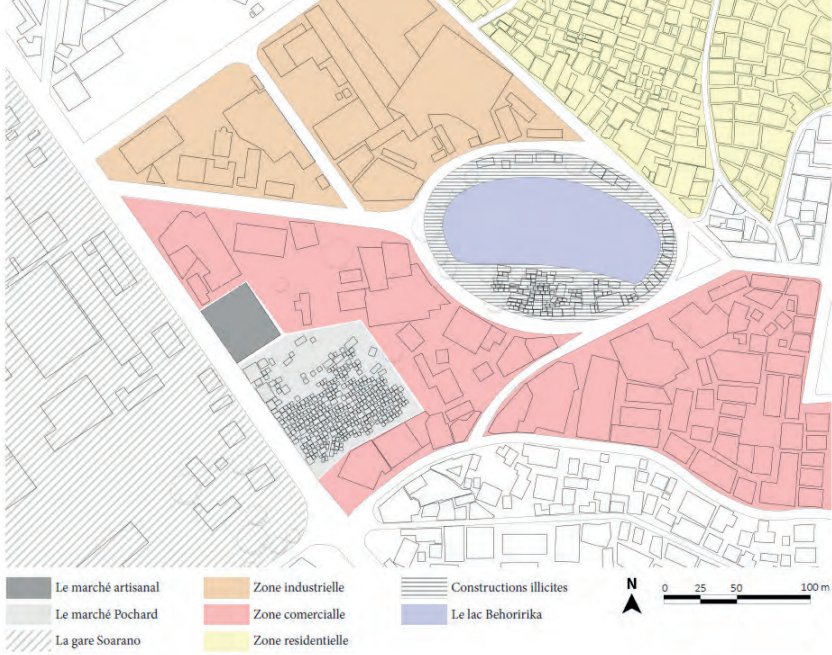 Le marché artisanal
Zone industrielle
Constructions illicites
N
0 25 50 100 m
Le marché Pochard
Zone comercialle
Le lac Behoririka
La gare Soarano
Zone residentielle